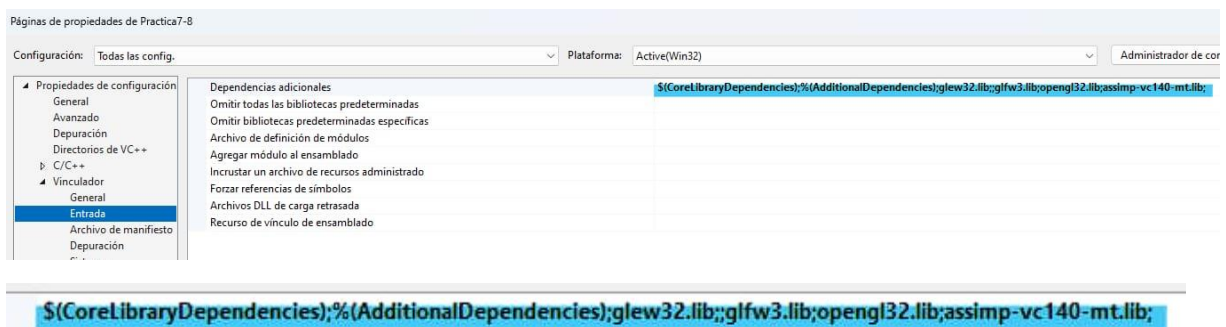 Páginas de propiedades de Practica7-8
Configuración: Todas las config. Plataforma: Active(Win32) Administrador de cor
Propiedades de configuración
General
Avanzado
Depuración
Directorios de VC++
C/C++
Vinculador
General
Entrada
Archivo de manifiesto
Depuración
Dependencias adicionales $(CoreLibraryDependencies);%(AdditionalDependencies);glew32.lib;;glfw3.lib;opengl32.lib;assimp-vc140-mt.lib;
Omitir todas las bibliotecas predeterminadas
Omitir bibliotecas predeterminadas específicas
Archivo de definición de módulos
Agregar módulo al ensamblado
Incrustar un archivo de recursos administrado
Forzar referencias de símbolos
Archivos DLL de carga retrasada
Recurso de vínculo de ensamblado
$(CoreLibraryDependencies);%(AdditionalDependencies);glew32.lib;;glfw3.lib;opengl32.lib;assimp-vc140-mt.lib;